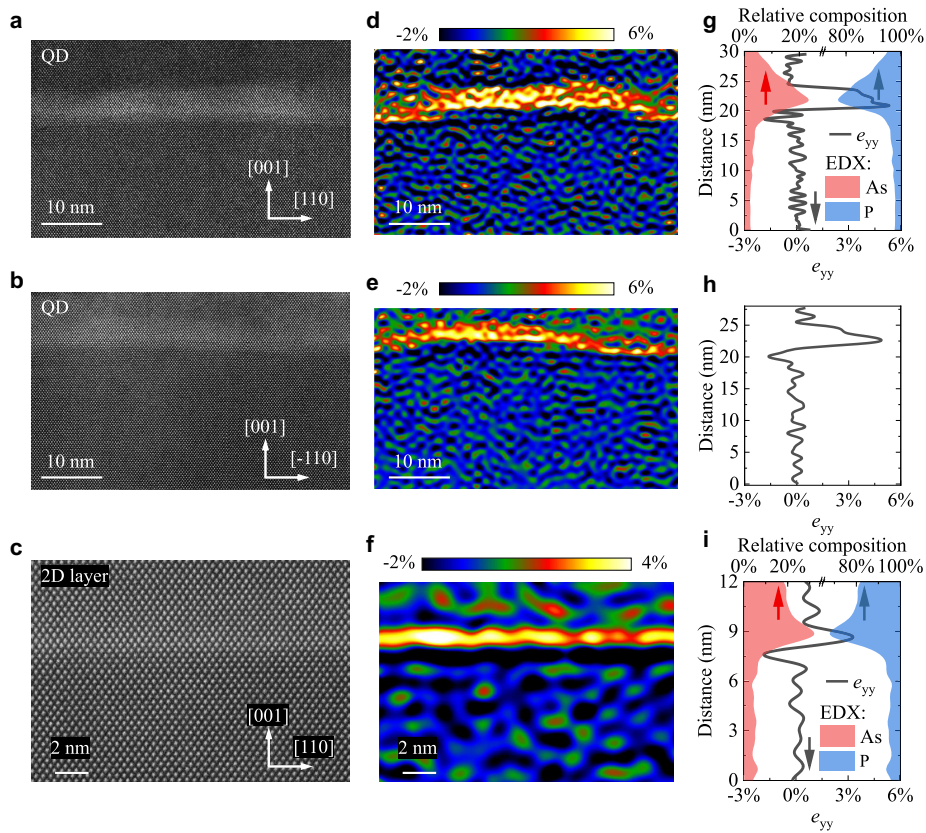 a
QD
[001]
[110]
10 nm
d
-2%
6%
10 nm
g
Relative composition
0% 20% 80% 100%
30
25
20
15
10
5
0
Distance (nm)
eyy
EDX:
As
P
-3% 0% 3% 6%
eyy
b
QD
[001]
[-110]
10 nm
e
-2%
6%
10 nm
h
25
20
15
10
5
0
Distance (nm)
-3% 0% 3% 6%
eyy
c
2D layer
[001]
[110]
2 nm
f
-2%
4%
2 nm
i
Relative composition
0% 20% 80% 100%
12
9
6
3
0
Distance (nm)
eyy
EDX:
As
P
-3% 0% 3% 6%
eyy